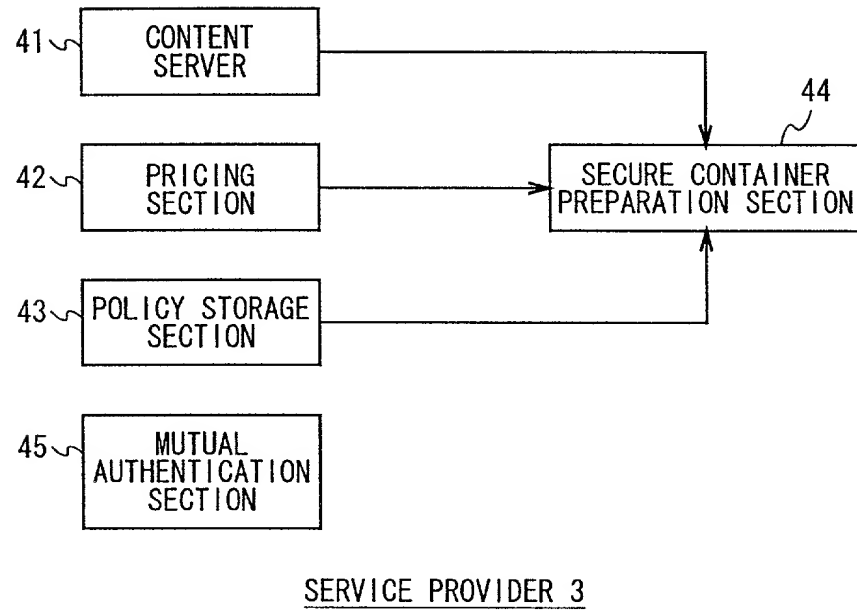 41
CONTENT
SERVER
44
42
PRICING
SECTION
SECURE CONTAINER
PREPARATION SECTION
43
POLICY STORAGE
SECTION
45
MUTUAL
AUTHENTICATION
SECTION
SERVICE PROVIDER 3